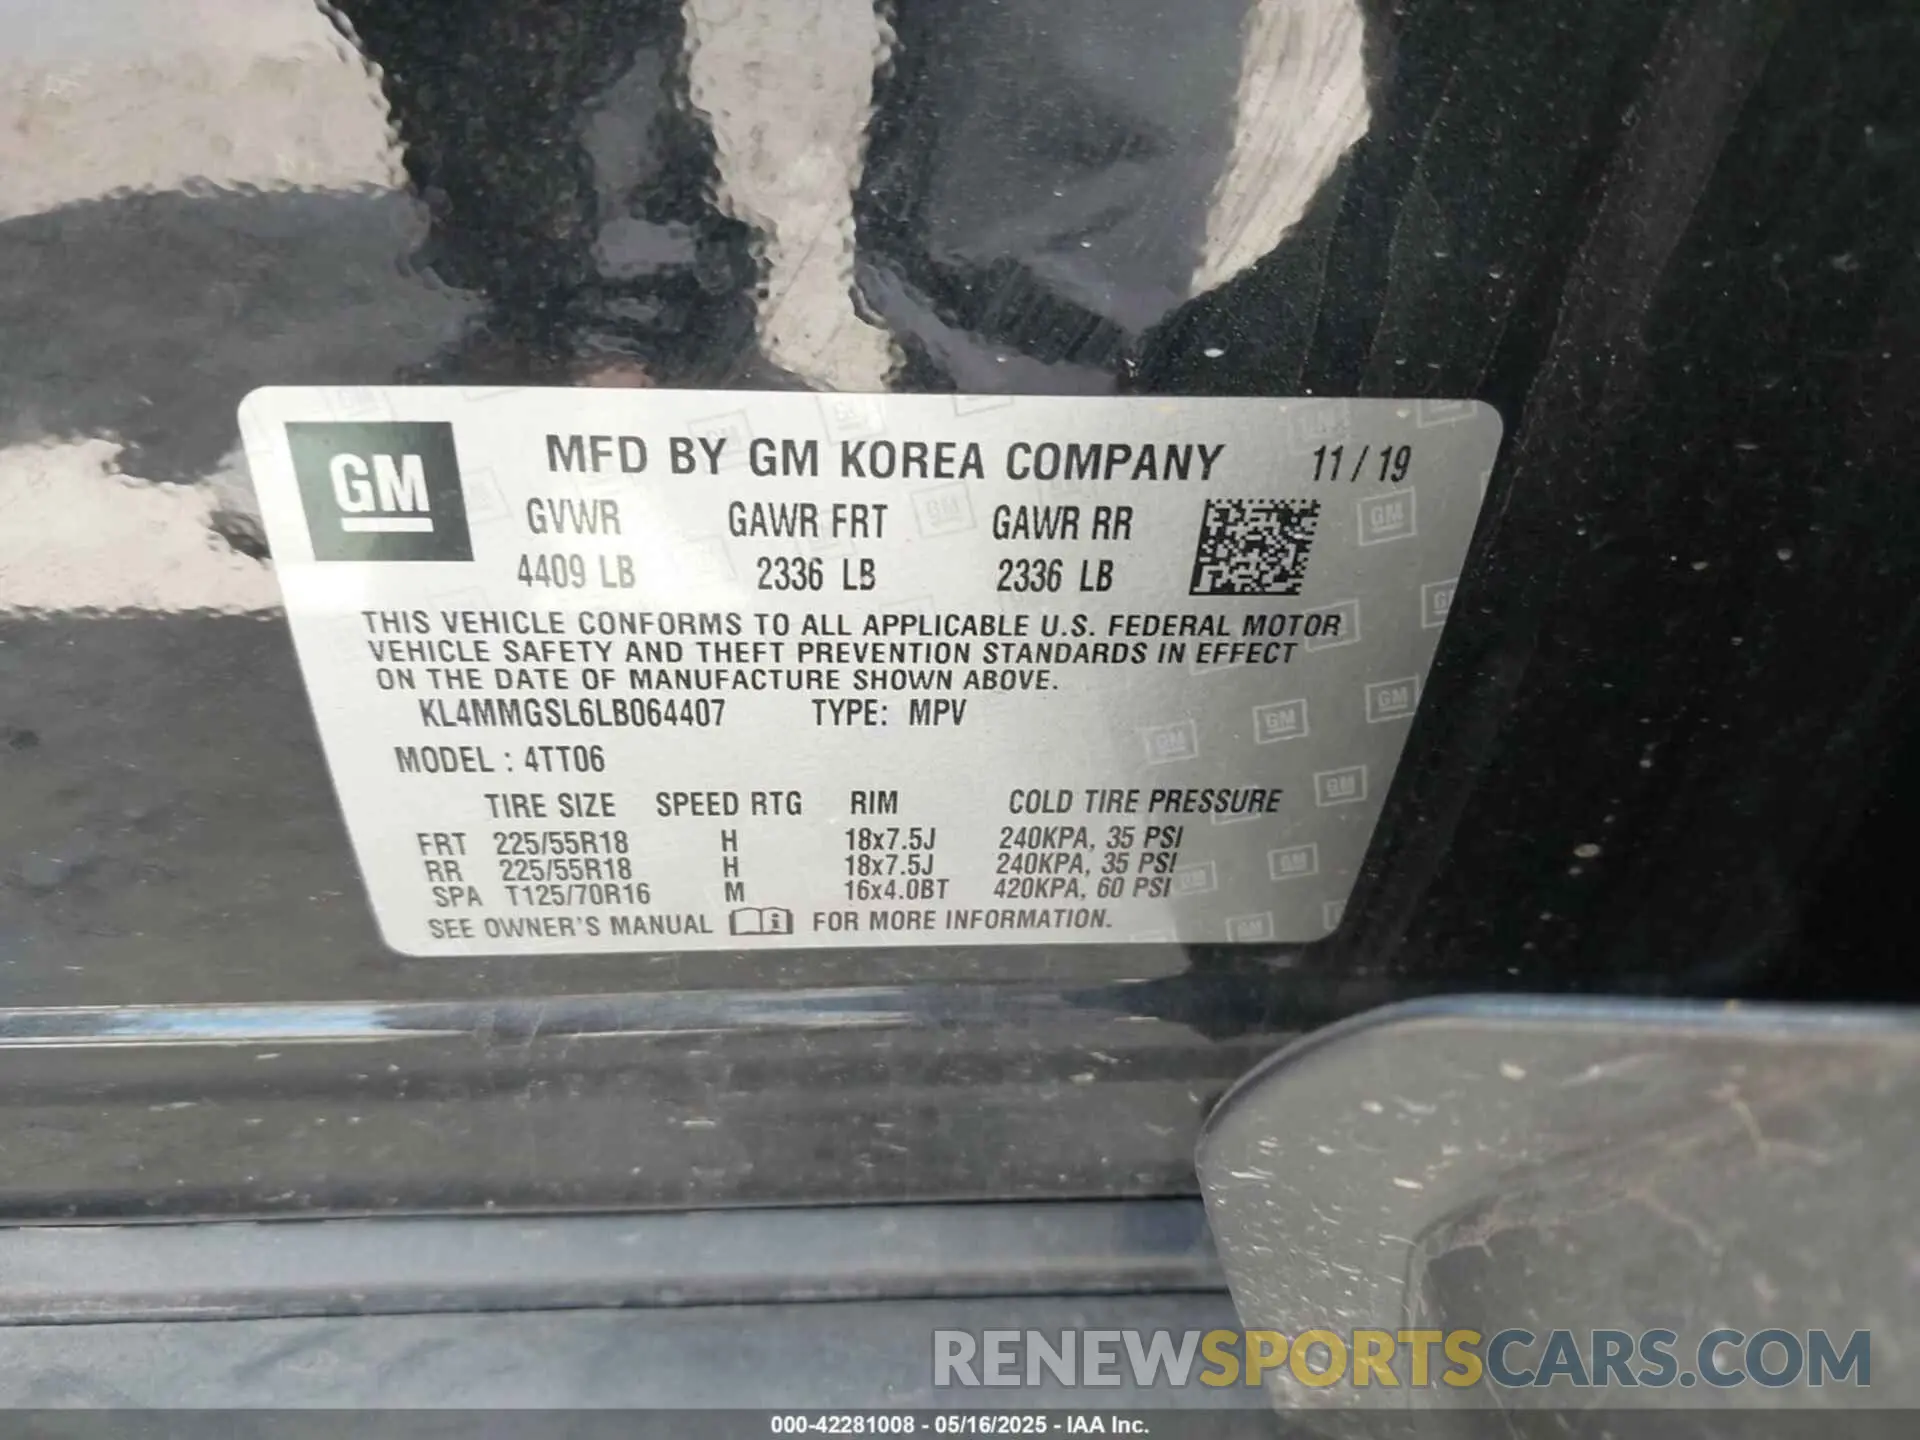 GM
MFD BY GM KOREA COMPANY 11 / 19
GVWR GAWR FRT GAWR RR
4409 LB 2336 LB 2336 LB
THIS VEHICLE CONFORMS TO ALL APPLICABLE U.S. FEDERAL MOTOR
VEHICLE SAFETY AND THEFT PREVENTION STANDARDS IN EFFECT
ON THE DATE OF MANUFACTURE SHOWN ABOVE.
KL4MMGSL6LB064407 TYPE: MPV
MODEL : 4TT06
TIRE SIZE SPEED RTG RIM COLD TIRE PRESSURE
FRT 225/55R18 H 18x7.5J 240KPA, 35 PSI
RR 225/55R18 H 18x7.5J 240KPA, 35 PSI
SPA T125/70R16 M 16x4.0BT 420KPA, 60 PSI
SEE OWNER'S MANUAL FOR MORE INFORMATION.
RENEWSPORTSCARS.COM
000-42281008 - 05/16/2025 - IAA Inc.